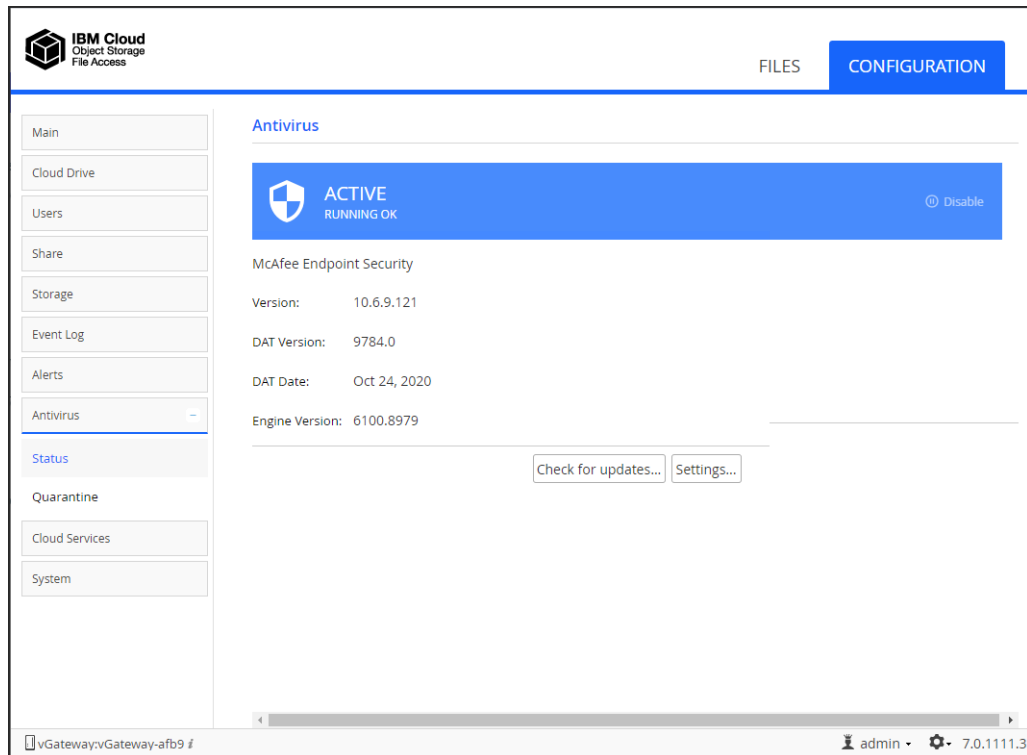 IBM Cloud
Object Storage
File Access
FILES
CONFIGURATION
Main
Cloud Drive
Users
Share
Storage
Event Log
Alerts
Antivirus
Status
Quarantine
Cloud Services
System
Antivirus
ACTIVE
RUNNING OK
Disable
McAfee Endpoint Security
Version: 10.6.9.121
DAT Version: 9784.0
DAT Date: Oct 24, 2020
Engine Version: 6100.8979
Check for updates... Settings...
vGateway:vGateway-afb9 i
admin 7.0.1111.3